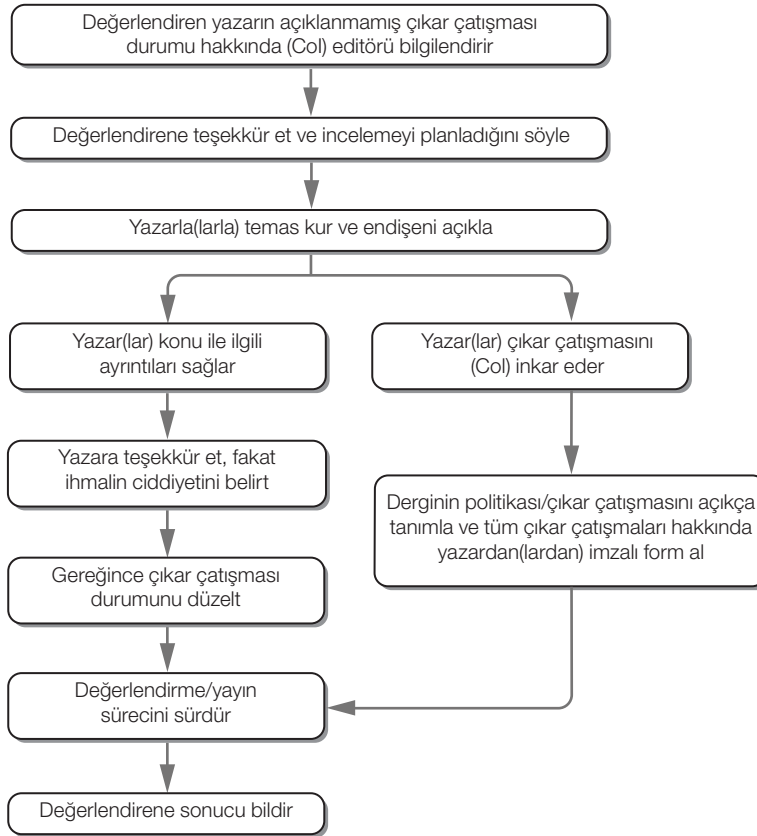 Değerlendiren yazarın açıklanmamış çıkar çatışması
durumu hakkında (Col) editörü bilgilendirir
Değerlendirene teşekkür et ve incelemeyi planladığını söyle
Yazarla(larla) temas kur ve endişeni açıkla
Yazar(lar) konu ile ilgili
ayrıntıları sağlar
Yazar(lar) çıkar çatışmasını
(Col) inkar eder
Yazara teşekkür et, fakat
ihmalin ciddiyetini belirt
Derginin politikası/çıkar çatışmasını açıkça
tanımla ve tüm çıkar çatışmaları hakkında
yazardan(lardan) imzalı form al
Gereğince çıkar çatışması
durumunu düzelt
Değerlendirme/yayın
sürecini sürdür
Değerlendirene sonucu bildir